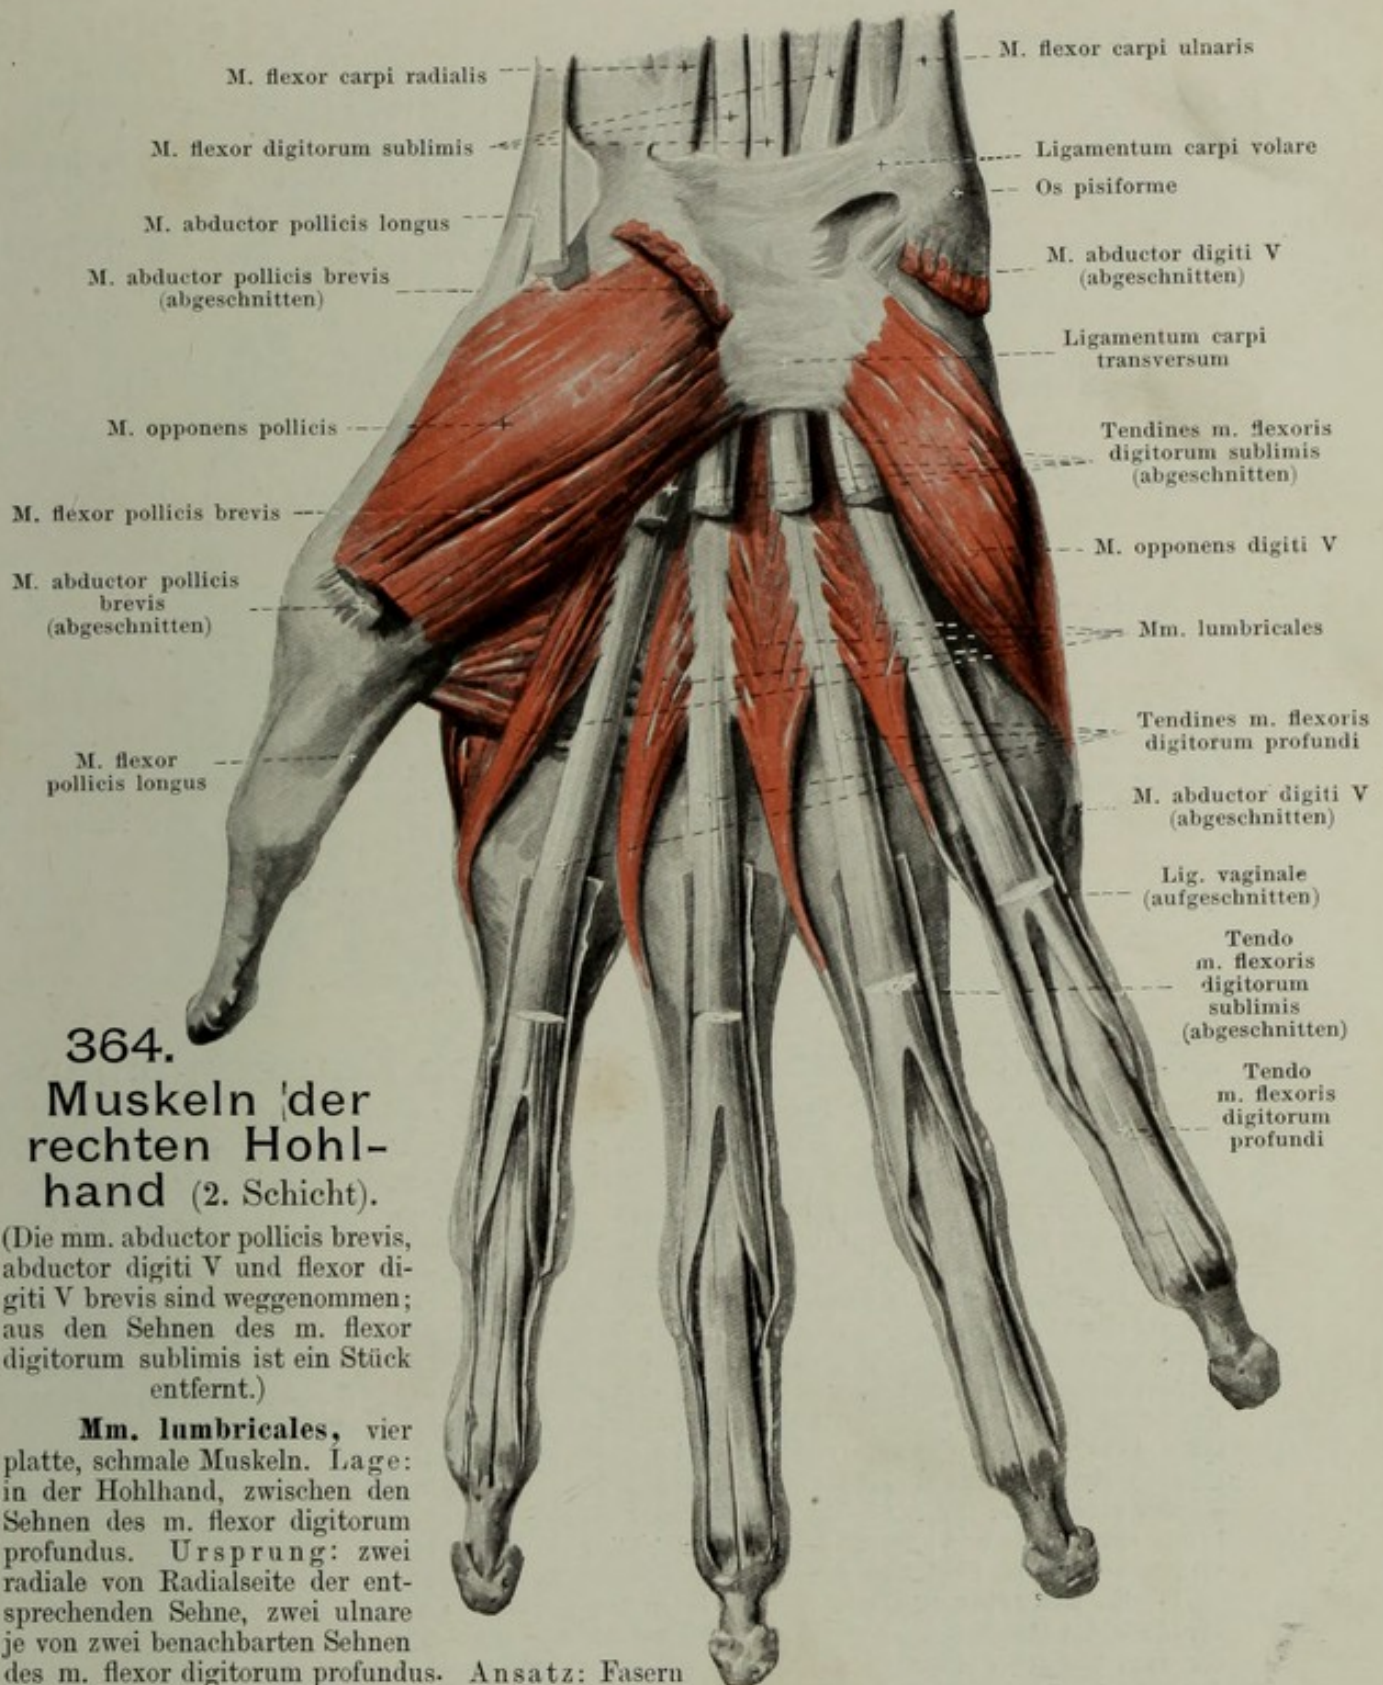 M. flexor carpi radialis
M. flexor digitorum sublimis
M. abductor pollicis longus
M. abductor pollicis brevis
(abgeschnitten)
M. opponens pollicis
M. flexor pollicis brevis
M. abductor pollicis
brevis
(abgeschnitten)
M. flexor
pollicis longus
M. flexor carpi ulnaris
Ligamentum carpi volare
Os pisiforme
M. abductor digiti V
(abgeschnitten)
Ligamentum carpi
transversum
Tendines m. flexoris
digitorum sublimis
(abgeschnitten)
M. opponens digiti V
Mm. lumbricales
Tendines m. flexoris
digitorum profundi
M. abductor digiti V
(abgeschnitten)
Lig. vaginale
(aufgeschnitten)
Tendo
m. flexoris
digitorum
sublimis
(abgeschnitten)
Tendo
m. flexoris
digitorum
profundi
364.
Muskeln der
rechten Hohl-
hand (2. Schicht).
(Die mm. abductor pollicis brevis,
abductor digiti V und flexor di-
giti V brevis sind weggenommen;
aus den Sehnen des m. flexor
digitorum sublimis ist ein Stück
entfernt.)
Mm. lumbricales, vier
platte, schmale Muskeln. Lage:
in der Hohlhand, zwischen den
Sehnen des m. flexor digitorum
profundus. Ursprung: zwei
radiale von Radialseite der ent-
sprechenden Sehne, zwei ulnare
je von zwei benachbarten Sehnen
des m. flexor digitorum profundus. Ansatz: Fasern